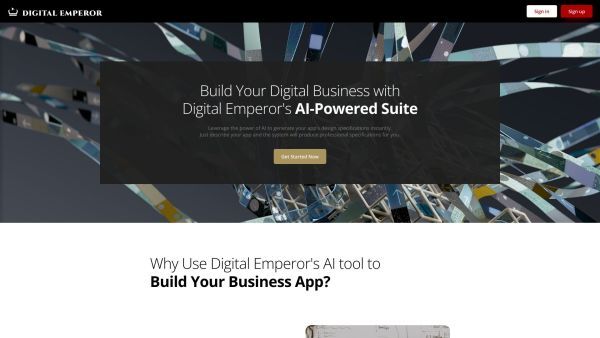 DIGITAL EMPEROR
Sign in
Sign up
Build Your Digital Business with
Digital Emperor's AI-Powered Suite
Leverage the power of AI to generate your app's design specifications instantly.
Just describe your app and the system will produce professional specifications for you.
Get Started Now
Why Use Digital Emperor's AI tool to
Build Your Business App?